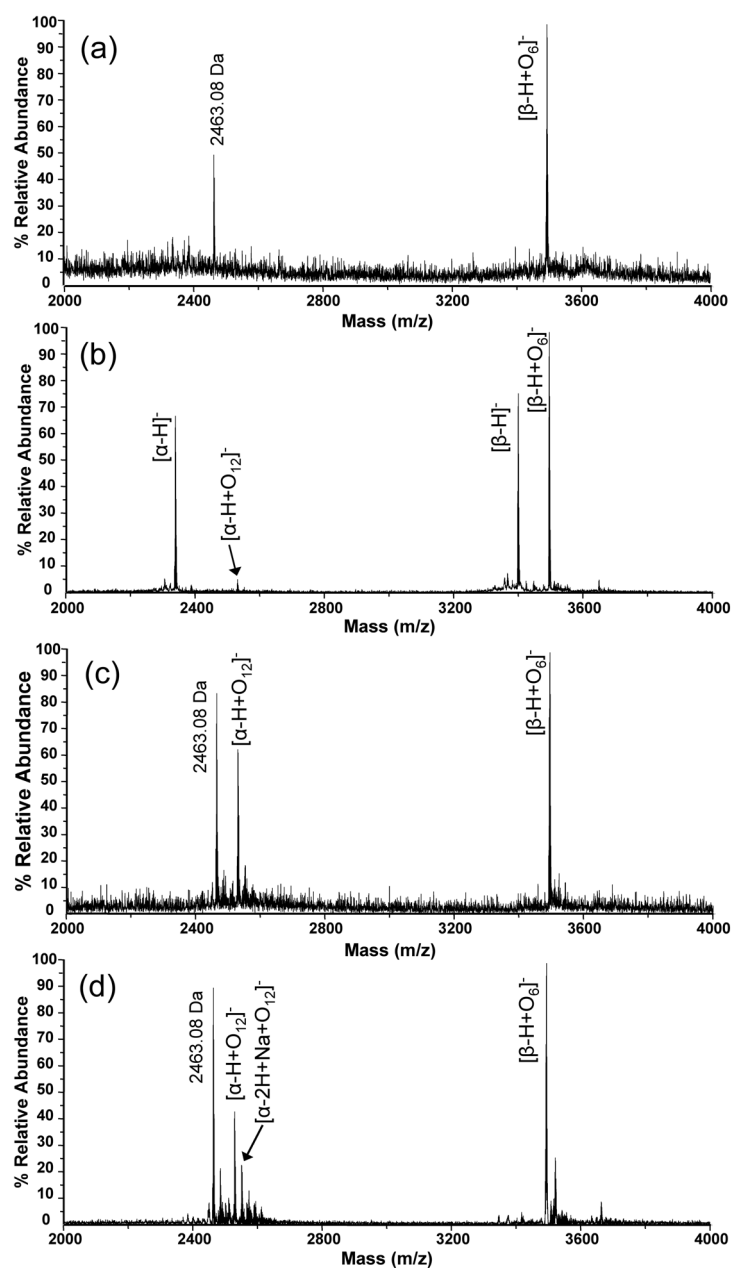 (a)
% Relative Abundance
100
90
80
70
60
50
40
30
20
10
0
2463.08 Da
[β-H+O₆]⁻
2000 2400 2800 3200 3600 4000
Mass (m/z)
(b)
% Relative Abundance
100
90
80
70
60
50
40
30
20
10
0
[α-H]⁻
[α-H+O₁₂]⁻
[β-H]⁻
[β-H+O₆]⁻
2000 2400 2800 3200 3600 4000
Mass (m/z)
(c)
% Relative Abundance
100
90
80
70
60
50
40
30
20
10
0
2463.08 Da
[α-H+O₁₂]⁻
[β-H+O₆]⁻
2000 2400 2800 3200 3600 4000
Mass (m/z)
(d)
% Relative Abundance
100
90
80
70
60
50
40
30
20
10
0
2463.08 Da
[α-H+O₁₂]⁻
[α-2H+Na+O₁₂]⁻
[β-H+O₆]⁻
2000 2400 2800 3200 3600 4000
Mass (m/z)